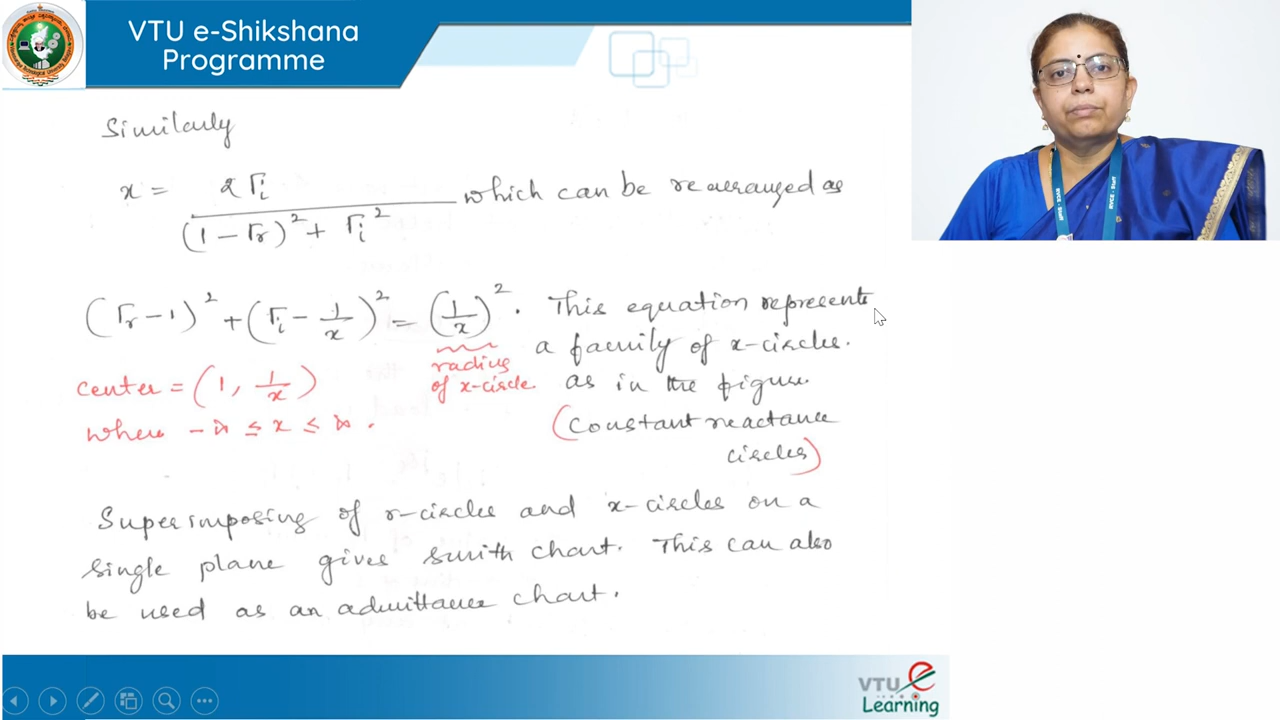 VTU e-Shikshana
Programme
Similarly
x = 2Γi / ((1 − Γr)² + Γi²) which can be rearranged as
(Γr − 1)² + (Γi − 1/x)² = (1/x)². This equation represents
a family of x-circles.
as in the figure.
(constant reactance
circles)
radius
of x-circle
center = (1, 1/x)
where −∞ ≤ x ≤ ∞.
Superimposing of r-circles and x-circles on a
single plane gives smith chart. This can also
be used as an admittance chart.
VTU e
Learning